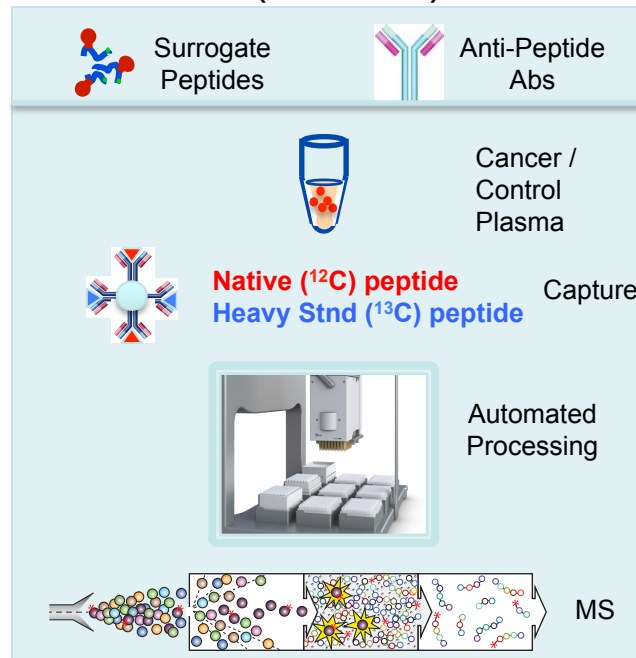 Surrogate
Peptides
Anti-Peptide
Abs
Cancer /
Control
Plasma
Native (¹²C) peptide
Heavy Stnd (¹³C) peptide
Capture
Automated
Processing
MS